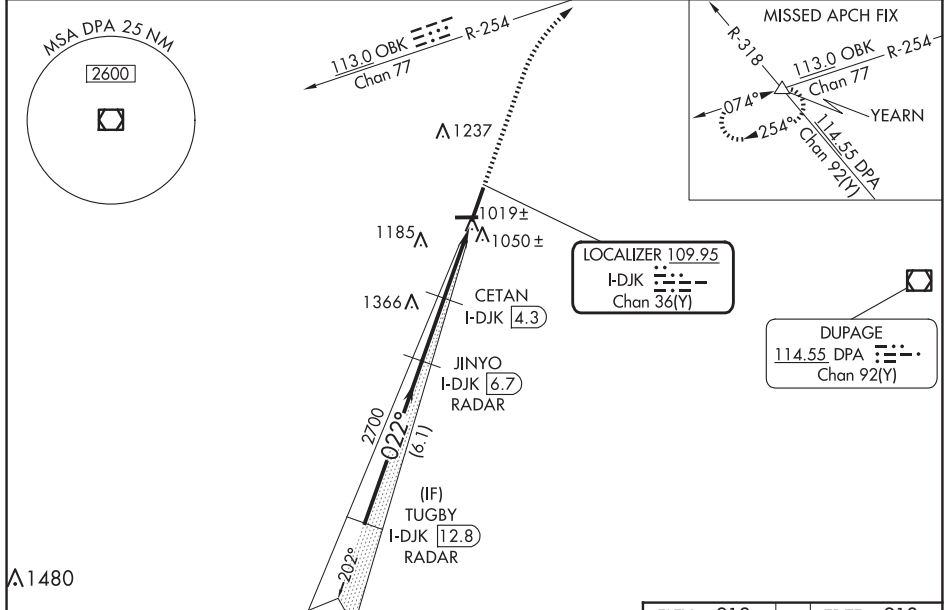 MSA DPA 25 NM
2600
113.0 OBK R-254
Chan 77
MISSED APCH FIX
R-318
113.0 OBK R-254
Chan 77
074°
254°
YEARN
114.55 DPA
Chan 92(Y)
1237
1019±
1185
1050±
LOCALIZER 109.95
I-DJK
Chan 36(Y)
1366
CETAN
I-DJK 4.3
JINYO
I-DJK 6.7
RADAR
DUPAGE
114.55 DPA
Chan 92(Y)
2700
022°
(6.1)
(IF)
TUGBY
I-DJK 12.8
RADAR
202°
1480